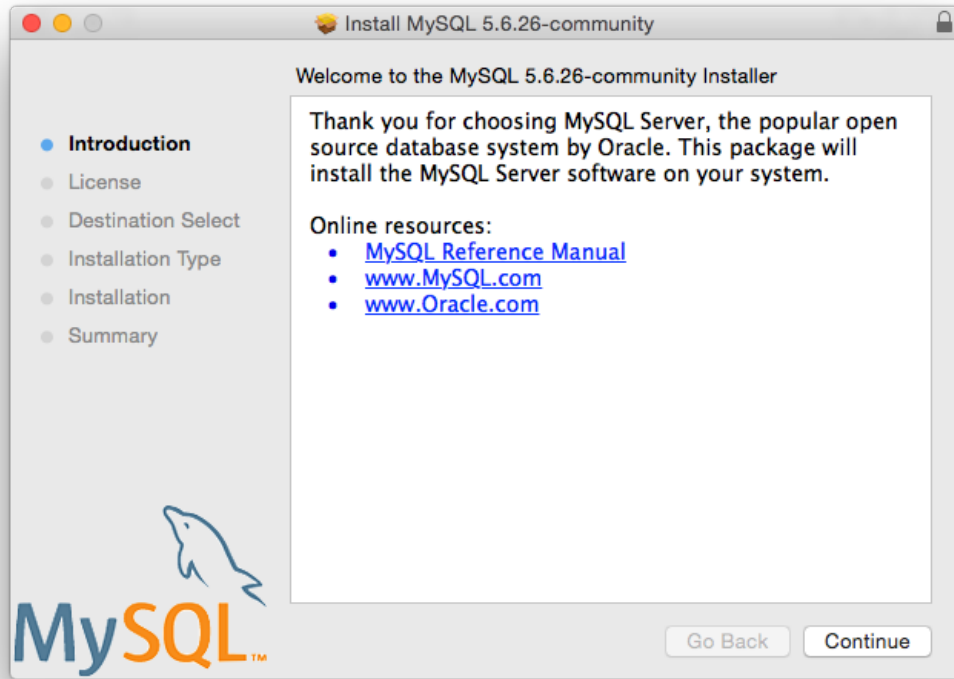 Install MySQL 5.6.26-community
Welcome to the MySQL 5.6.26-community Installer
Introduction
License
Destination Select
Installation Type
Installation
Summary
Thank you for choosing MySQL Server, the popular open
source database system by Oracle. This package will
install the MySQL Server software on your system.
Online resources:
• MySQL Reference Manual
• www.MySQL.com
• www.Oracle.com
MySQL™
Go Back
Continue